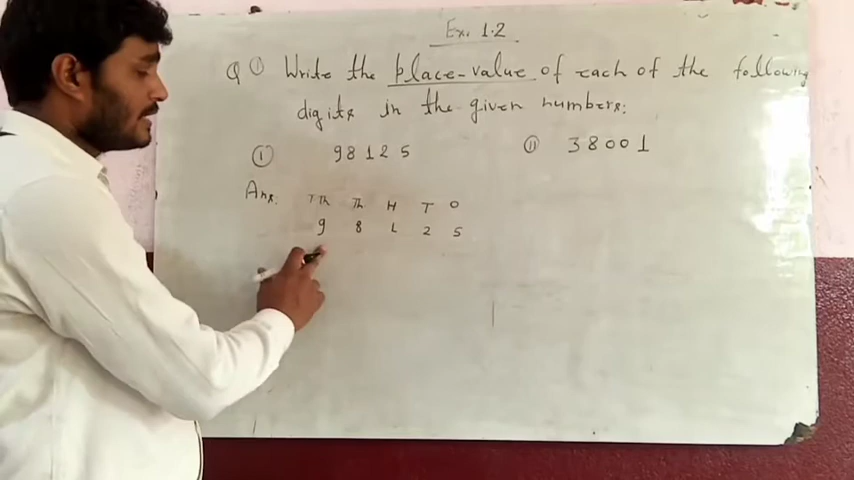 Ex. 1.2
Q ① Write the place-value of each of the following
digits in the given numbers:
ⓘ 98125 ⓘⓘ 38001
Ans: TTh Th H T O
9 8 1 2 5